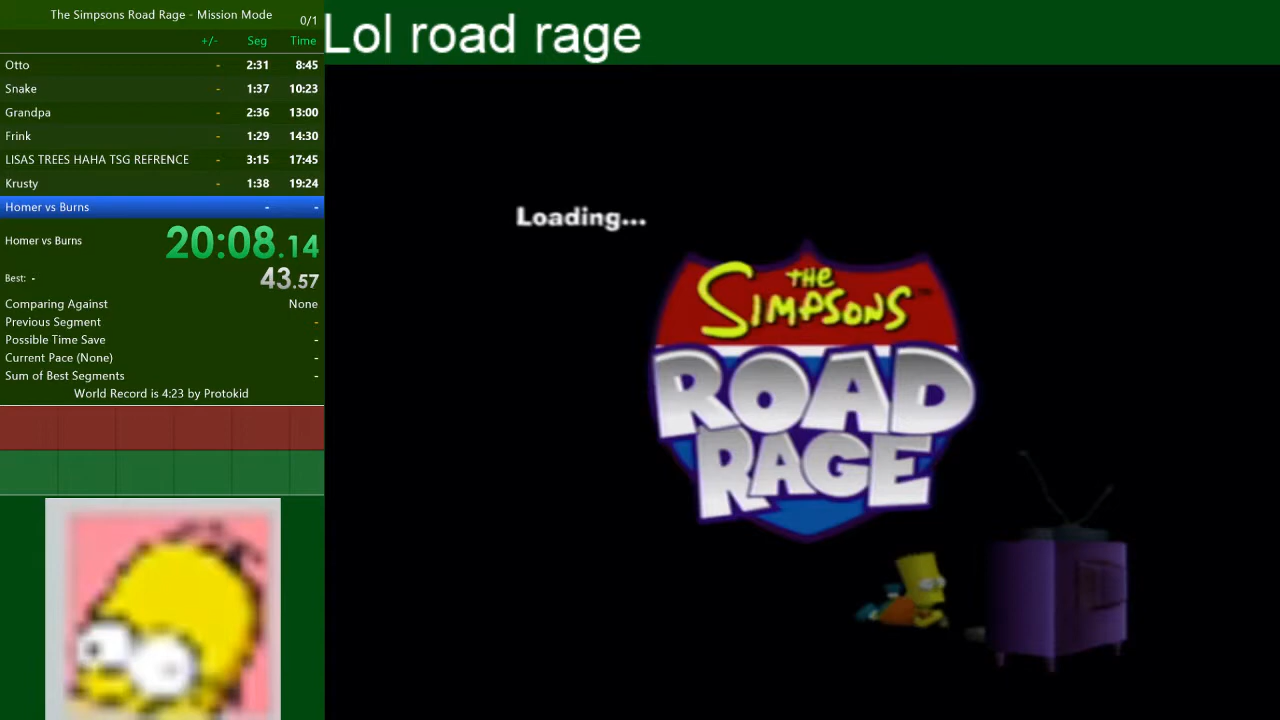 The Simpsons Road Rage - Mission Mode
0/1
+/- Seg Time
Otto - 2:31 8:45
Snake - 1:37 10:23
Grandpa - 2:36 13:00
Frink - 1:29 14:30
LISAS TREES HAHA TSG REFRENCE - 3:15 17:45
Krusty - 1:38 19:24
Homer vs Burns - -
Homer vs Burns 20:08.14
Best: - 43.57
Comparing Against None
Previous Segment -
Possible Time Save -
Current Pace (None) -
Sum of Best Segments -
World Record is 4:23 by Protokid
Lol road rage
Loading...
THE
SIMPSONS™
ROAD
RAGE